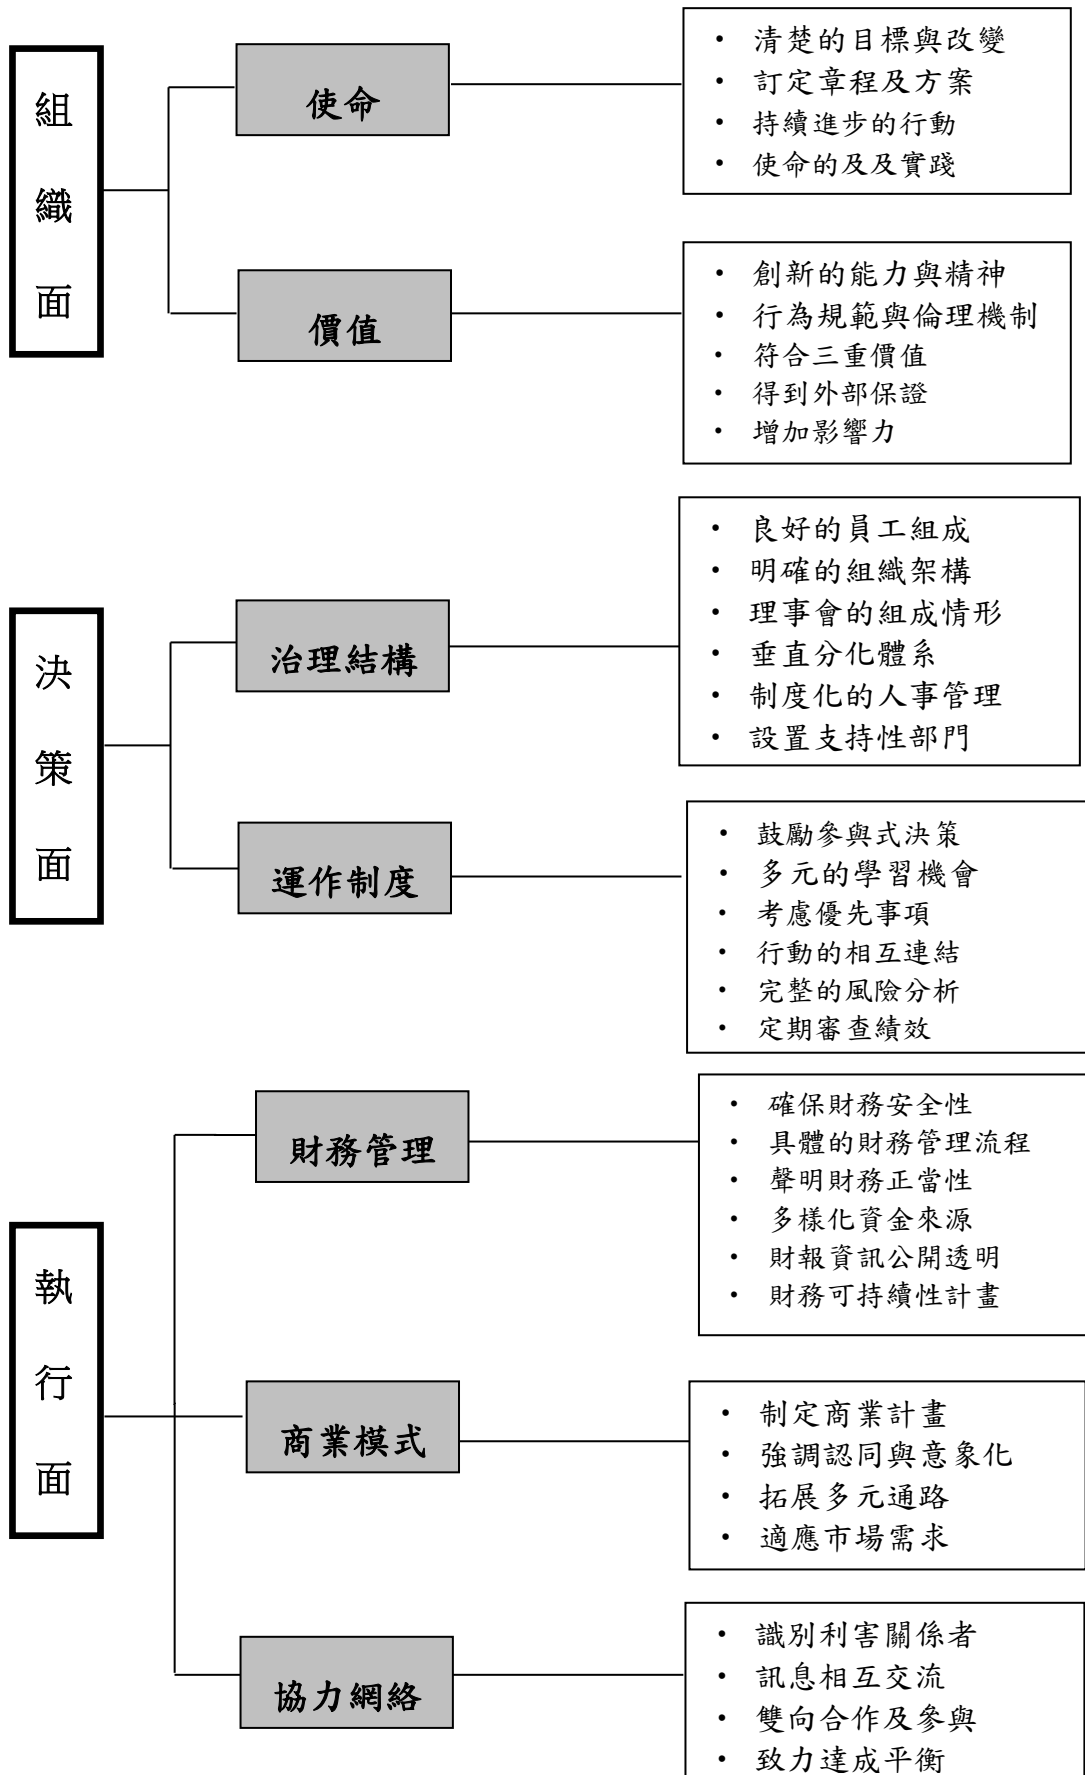 組織面
使命
• 清楚的目標與改變
• 訂定章程及方案
• 持續進步的行動
• 使命的及及實踐
價值
• 創新的能力與精神
• 行為規範與倫理機制
• 符合三重價值
• 得到外部保證
• 增加影響力
決策面
治理結構
• 良好的員工組成
• 明確的組織架構
• 理事會的組成情形
• 垂直分化體系
• 制度化的人事管理
• 設置支持性部門
運作制度
• 鼓勵參與式決策
• 多元的學習機會
• 考慮優先事項
• 行動的相互連結
• 完整的風險分析
• 定期審查績效
執行面
財務管理
• 確保財務安全性
• 具體的財務管理流程
• 聲明財務正當性
• 多樣化資金來源
• 財報資訊公開透明
• 財務可持續性計畫
商業模式
• 制定商業計畫
• 強調認同與意象化
• 拓展多元通路
• 適應市場需求
協力網絡
• 識別利害關係者
• 訊息相互交流
• 雙向合作及參與
• 致力達成平衡